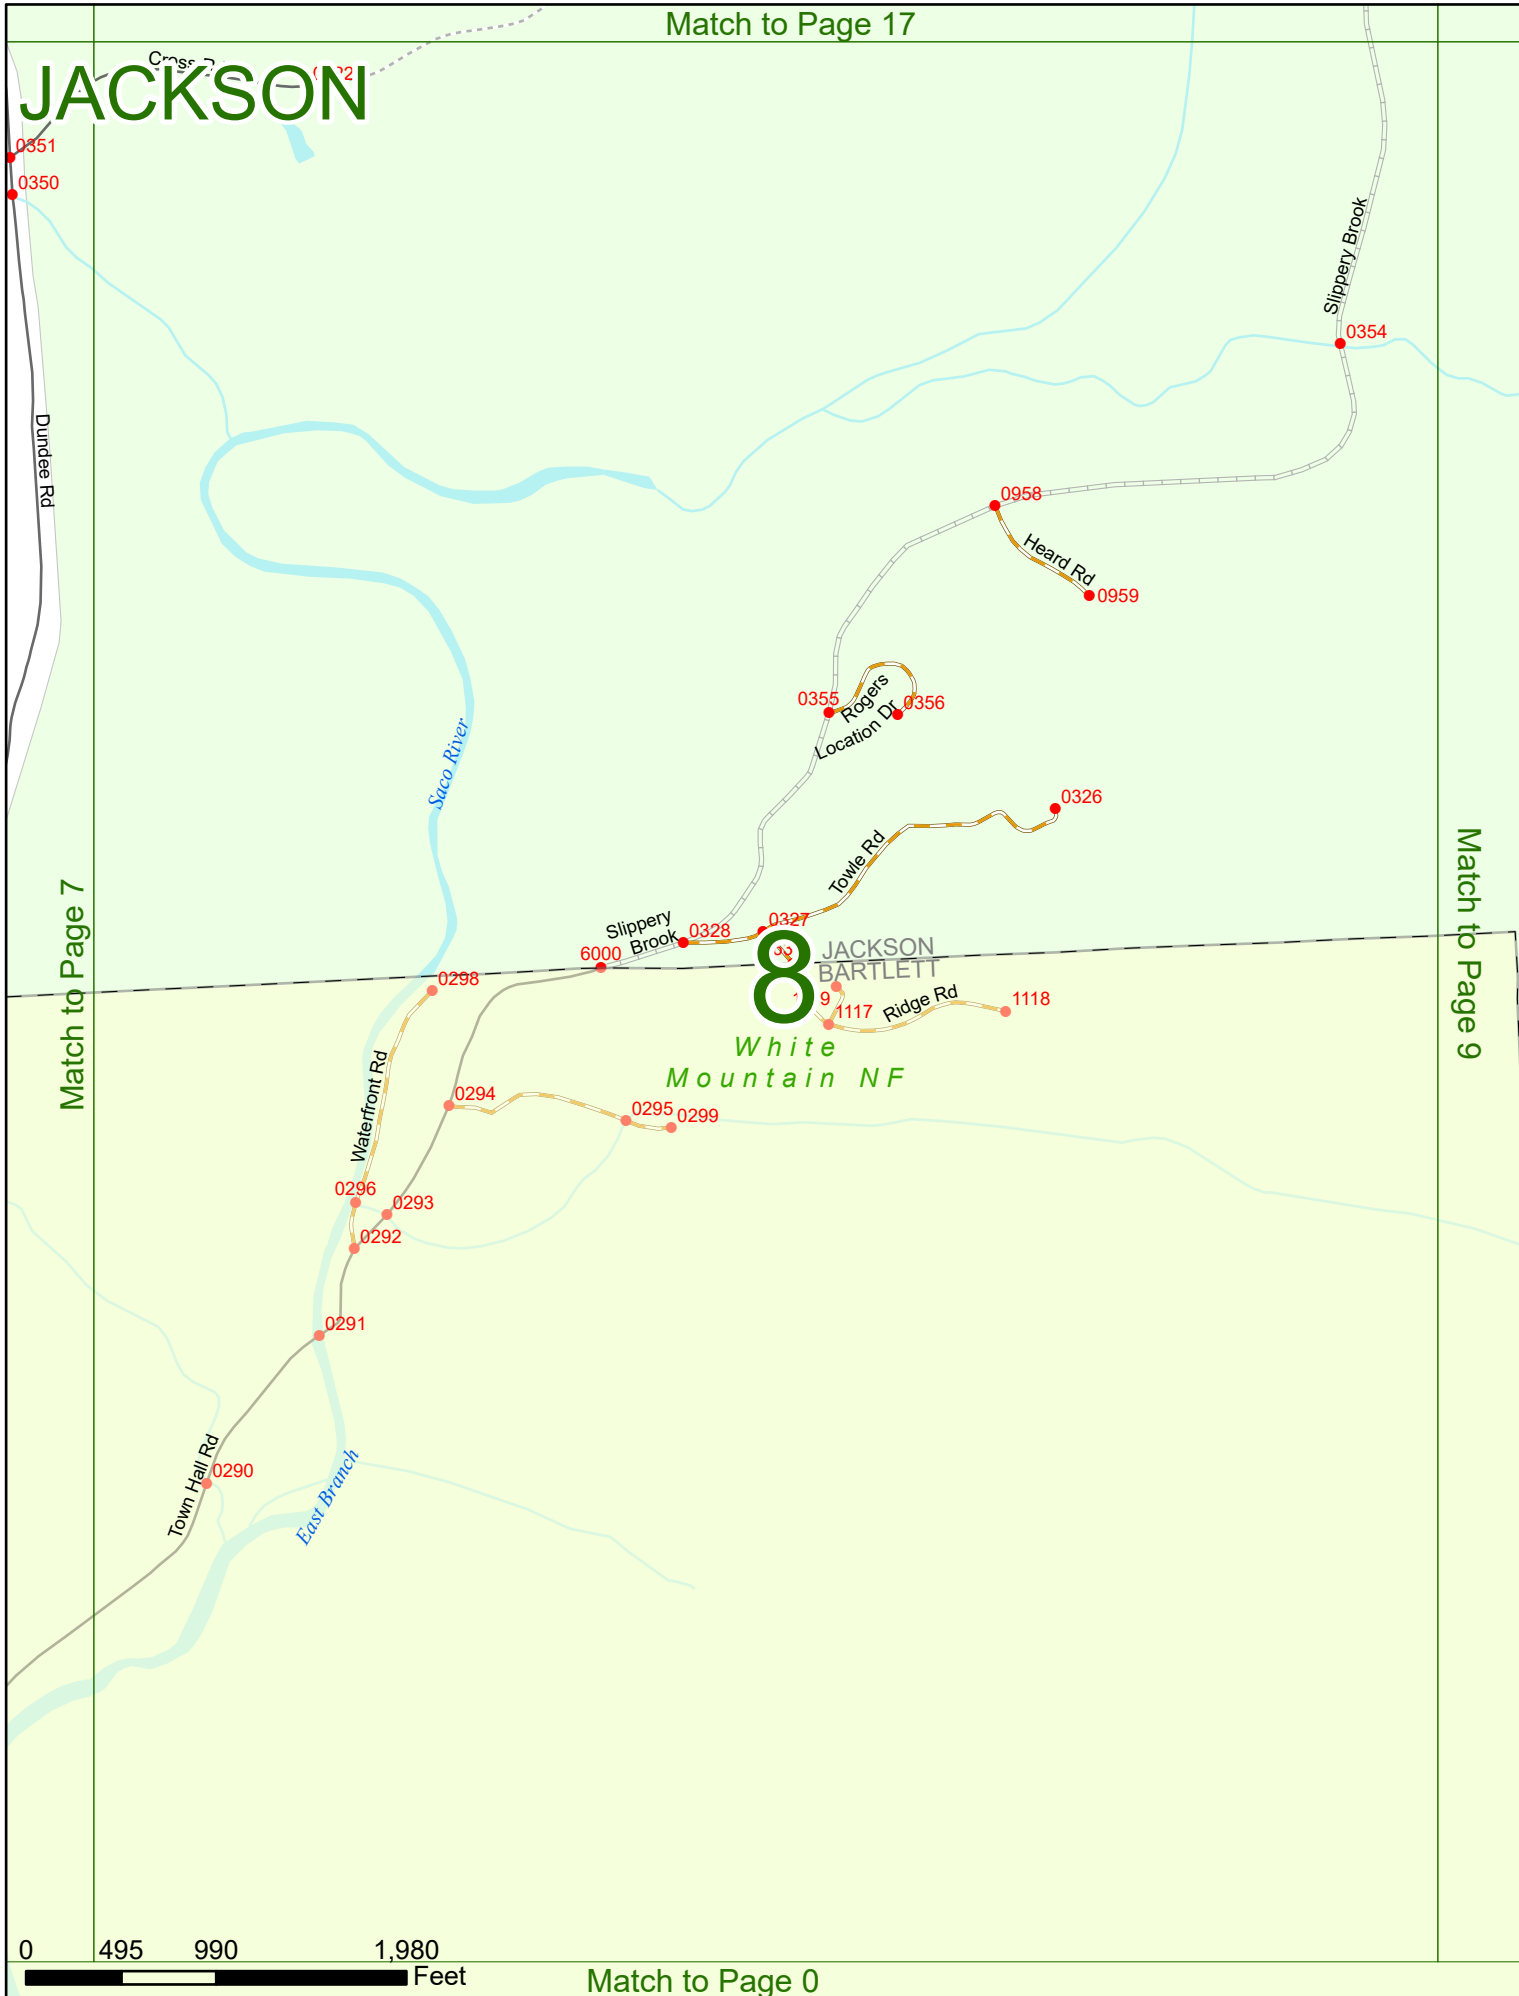 Match to Page 17
JACKSON
Cross
0351
0350
Slippery Brook
0354
Dundee Rd
0958
Heard Rd
0959
0355
Rogers
Location Dr
0356
Saco River
0326
Towle Rd
Match to Page 7
Match to Page 9
Slippery
Brook
0328
0327
6000
8
JACKSON
BARTLETT
0298
1117
Ridge Rd
1118
White
Mountain NF
Waterfront Rd
0294
0295
0299
0296
0293
0292
0291
Town Hall Rd
0290
East Branch
0 495 990 1,980
Feet
Match to Page 0